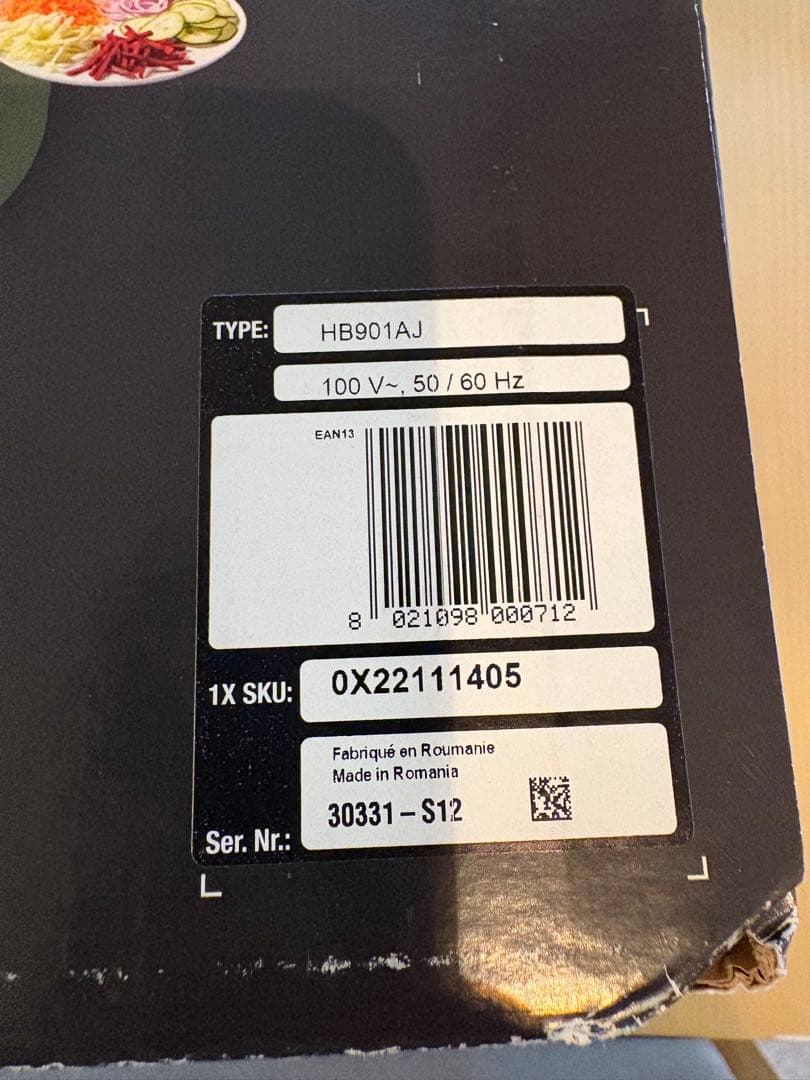 TYPE: HB901AJ
100 V~, 50 / 60 Hz
EAN13
8 021098 000712
1X SKU: 0X22111405
Fabriqué en Roumanie
Made in Romania
Ser. Nr.: 30331 – S12